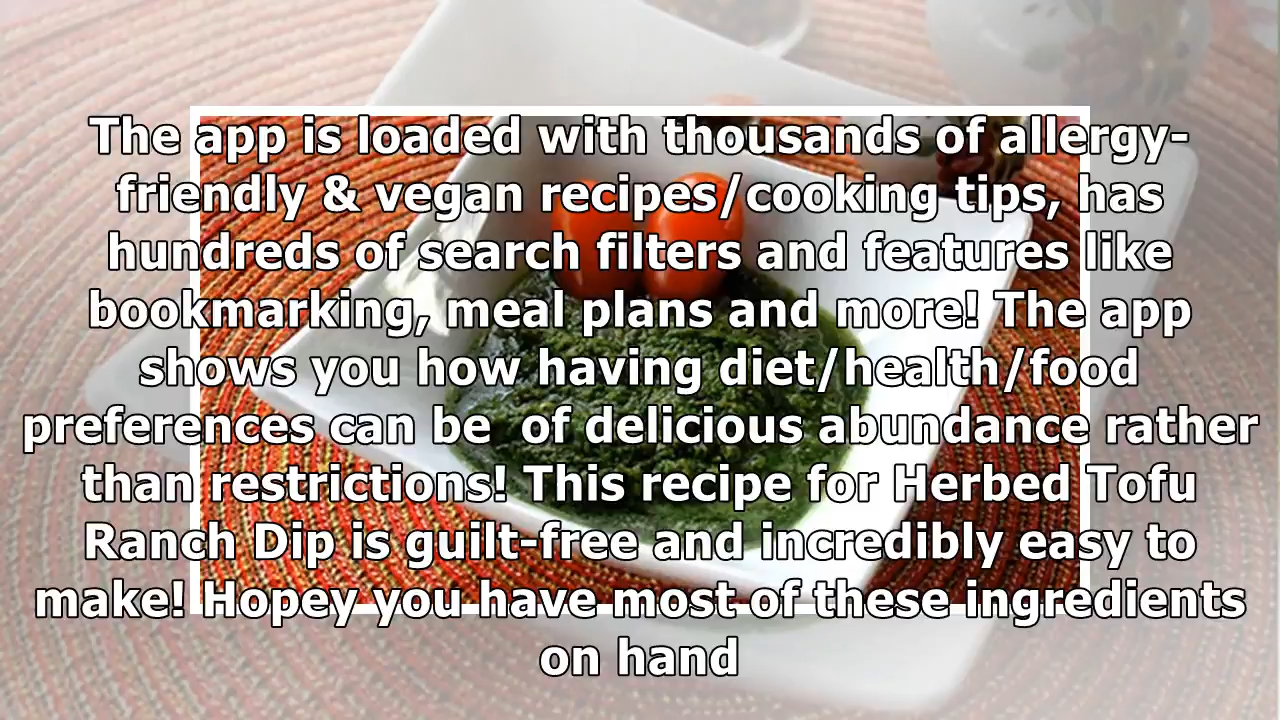 The app is loaded with thousands of allergy-
friendly & vegan recipes/cooking tips, has
hundreds of search filters and features like
bookmarking, meal plans and more! The app
shows you how having diet/health/food
preferences can be  of delicious abundance rather
than restrictions! This recipe for Herbed Tofu
Ranch Dip is guilt-free and incredibly easy to
make! Hopey you have most of these ingredients
on hand